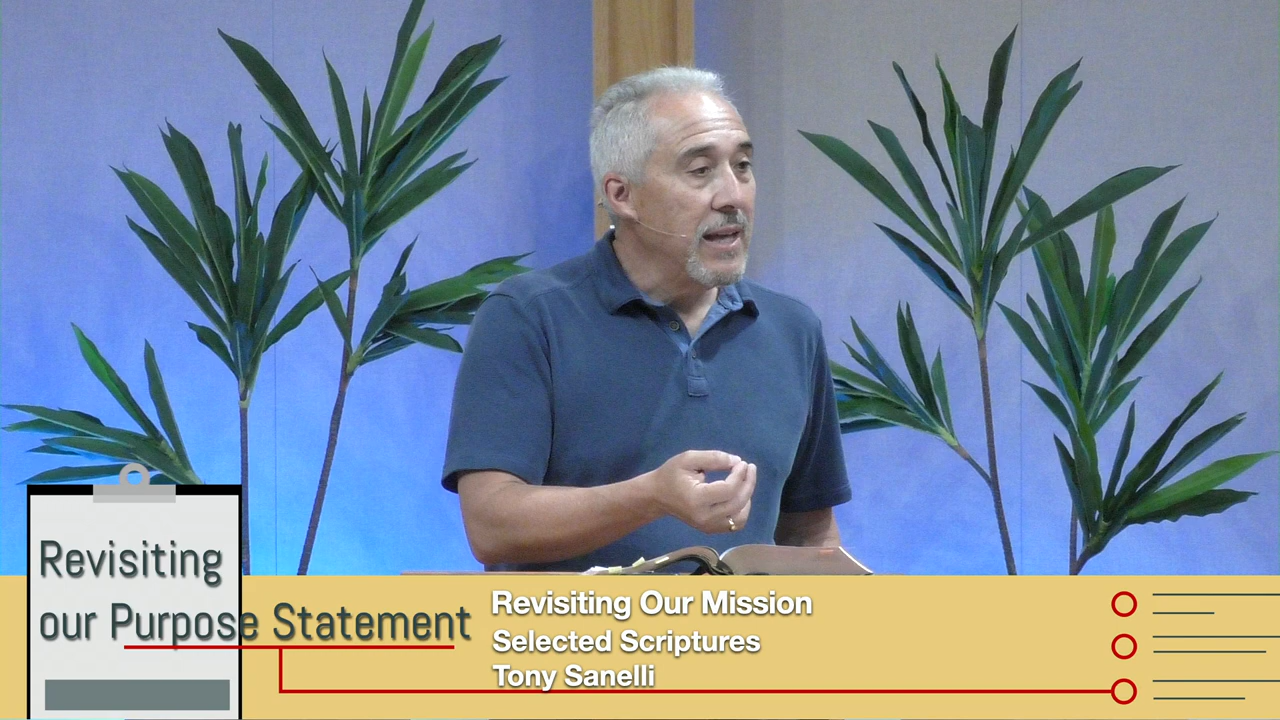 Revisiting
our Purpose Statement
Revisiting Our Mission
Selected Scriptures
Tony Sanelli